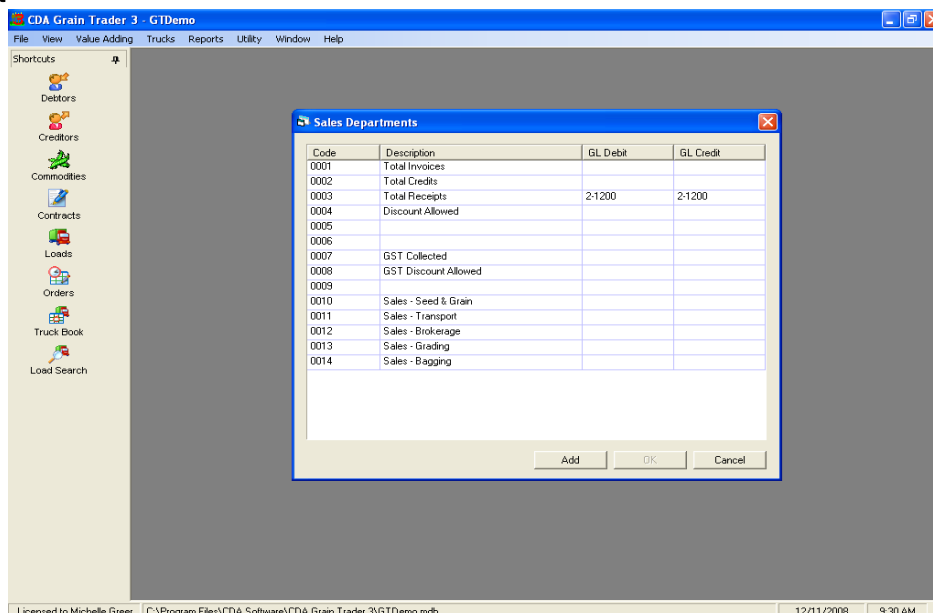 CDA Grain Trader 3 - GTDemo
File View Value Adding Trucks Reports Utility Window Help
Shortcuts
Debtors
Creditors
Commodities
Contracts
Loads
Orders
Truck Book
Load Search
Sales Departments
Code Description GL Debit GL Credit
0001 Total Invoices
0002 Total Credits
0003 Total Receipts 2-1200 2-1200
0004 Discount Allowed
0005
0006
0007 GST Collected
0008 GST Discount Allowed
0009
0010 Sales - Seed & Grain
0011 Sales - Transport
0012 Sales - Brokerage
0013 Sales - Grading
0014 Sales - Bagging
Add OK Cancel
Licensed to Michelle Greer C:\Program Files\CDA Software\CDA Grain Trader 3\GTDemo.mdb 12/11/2008 9:30 AM